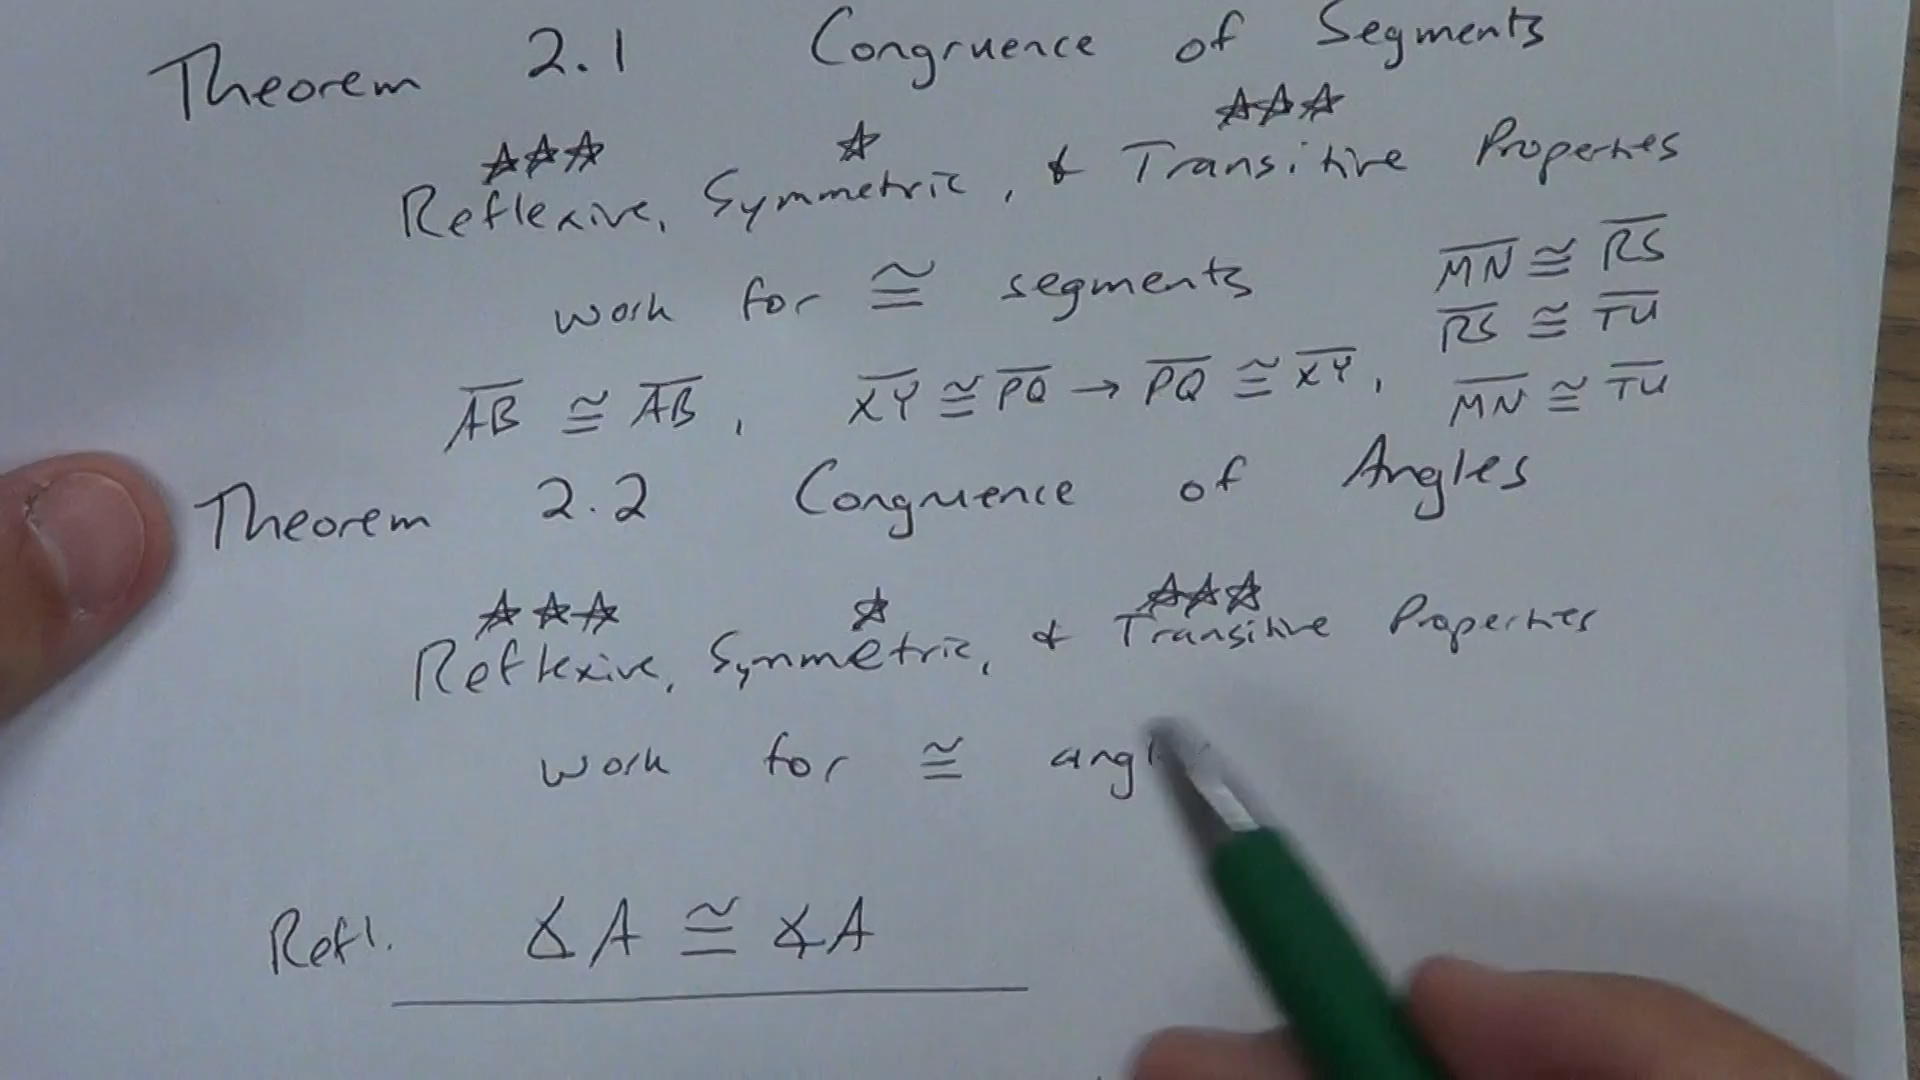 Theorem 2.1 Congruence of Segments
Reflexive, Symmetric, & Transitive Properties
work for ≅ segments
MN ≅ RS
RS ≅ TU
MN ≅ TU
AB ≅ AB, XY ≅ PQ → PQ ≅ XY,
Theorem 2.2 Congruence of Angles
Reflexive, Symmetric, & Transitive Properties
work for ≅
Refl. ∡A ≅ ∡A